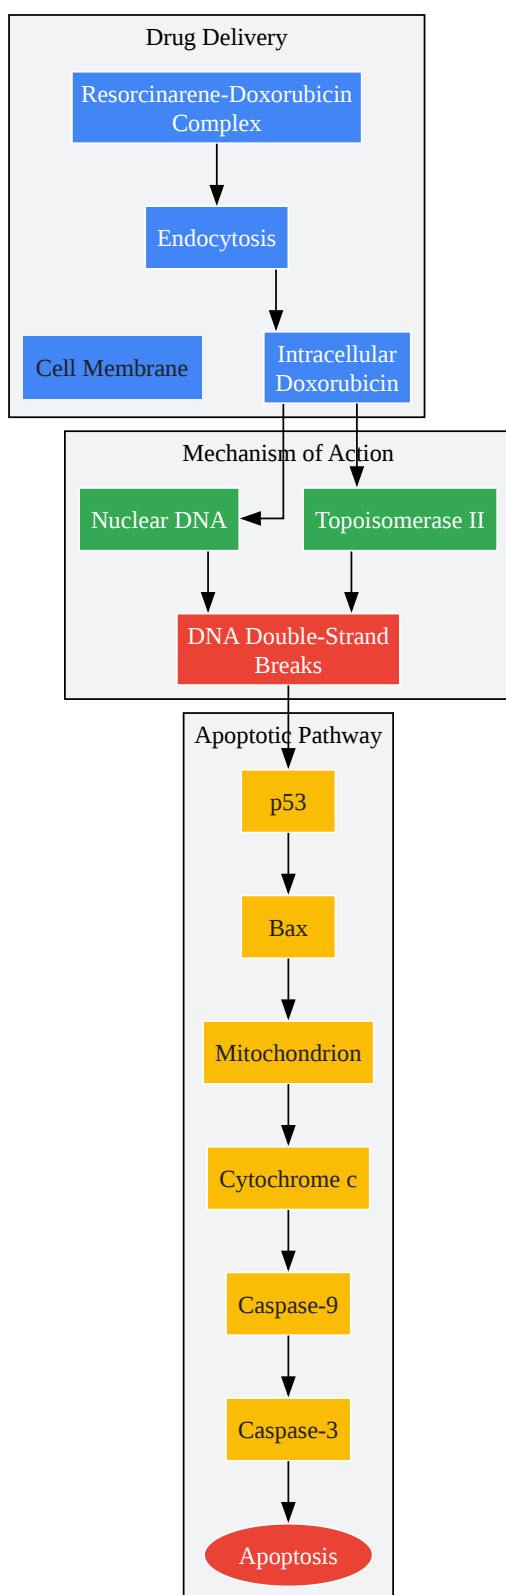 Drug Delivery
Resorcinarene-Doxorubicin
Complex
Endocytosis
Cell Membrane
Intracellular
Doxorubicin
Mechanism of Action
Nuclear DNA
Topoisomerase II
DNA Double-Strand
Breaks
Apoptotic Pathway
p53
Bax
Mitochondrion
Cytochrome c
Caspase-9
Caspase-3
Apoptosis